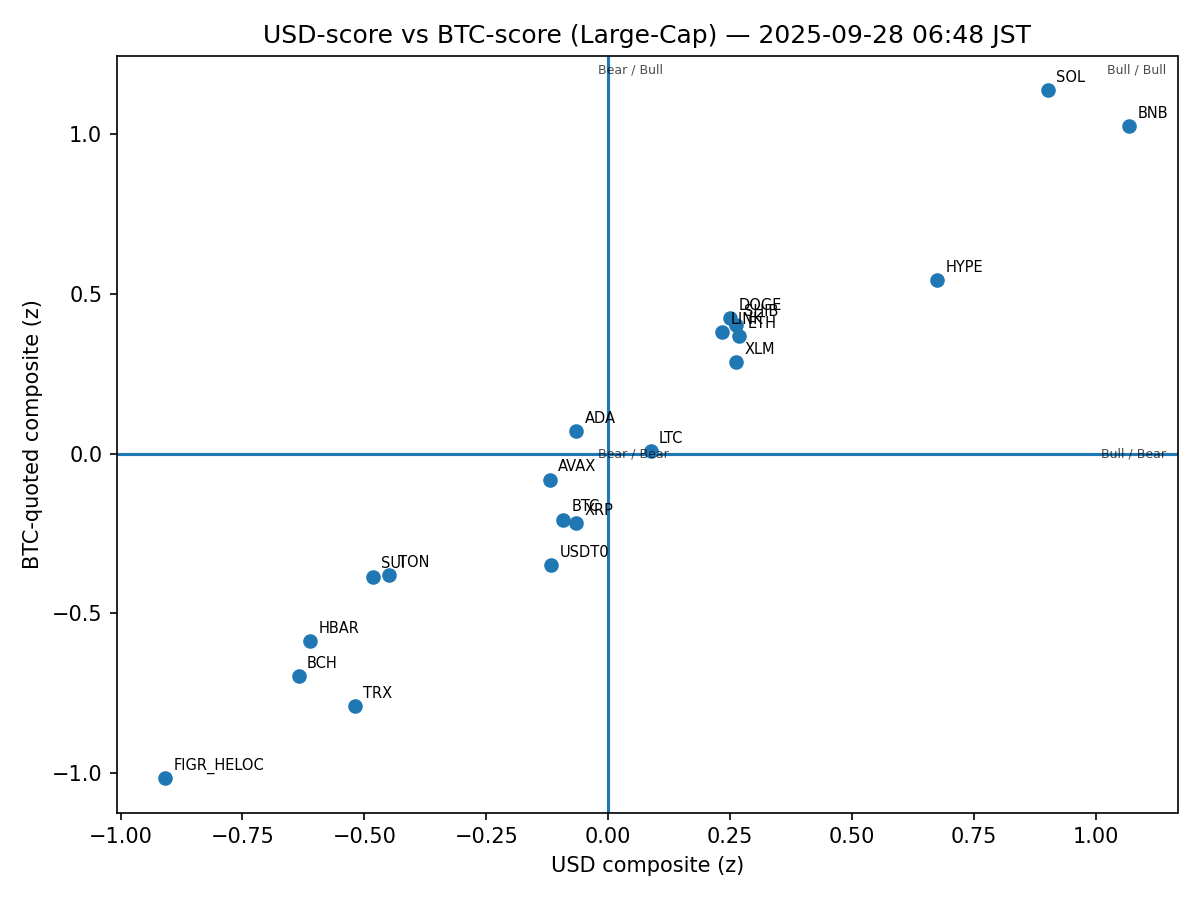 USD-score vs BTC-score (Large-Cap) — 2025-09-28 06:48 JST
Bear / Bull
Bull / Bull
SOL
BNB
HYPE
DOGE
SHIB
LINK
ETH
XLM
ADA
LTC
Bear / Bear
Bull / Bear
AVAX
BTC
XRP
USDT0
SUI
TON
HBAR
BCH
TRX
FIGR_HELOC
1.0
0.5
0.0
−0.5
−1.0
BTC-quoted composite (z)
−1.00 −0.75 −0.50 −0.25 0.00 0.25 0.50 0.75 1.00
USD composite (z)